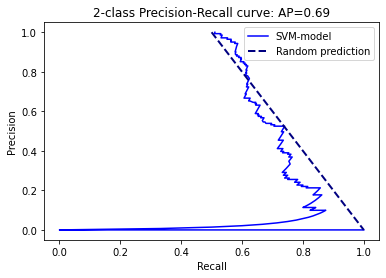 2-class Precision-Recall curve: AP=0.69
SVM-model
Random prediction
Precision
1.0
0.8
0.6
0.4
0.2
0.0
0.0 0.2 0.4 0.6 0.8 1.0
Recall